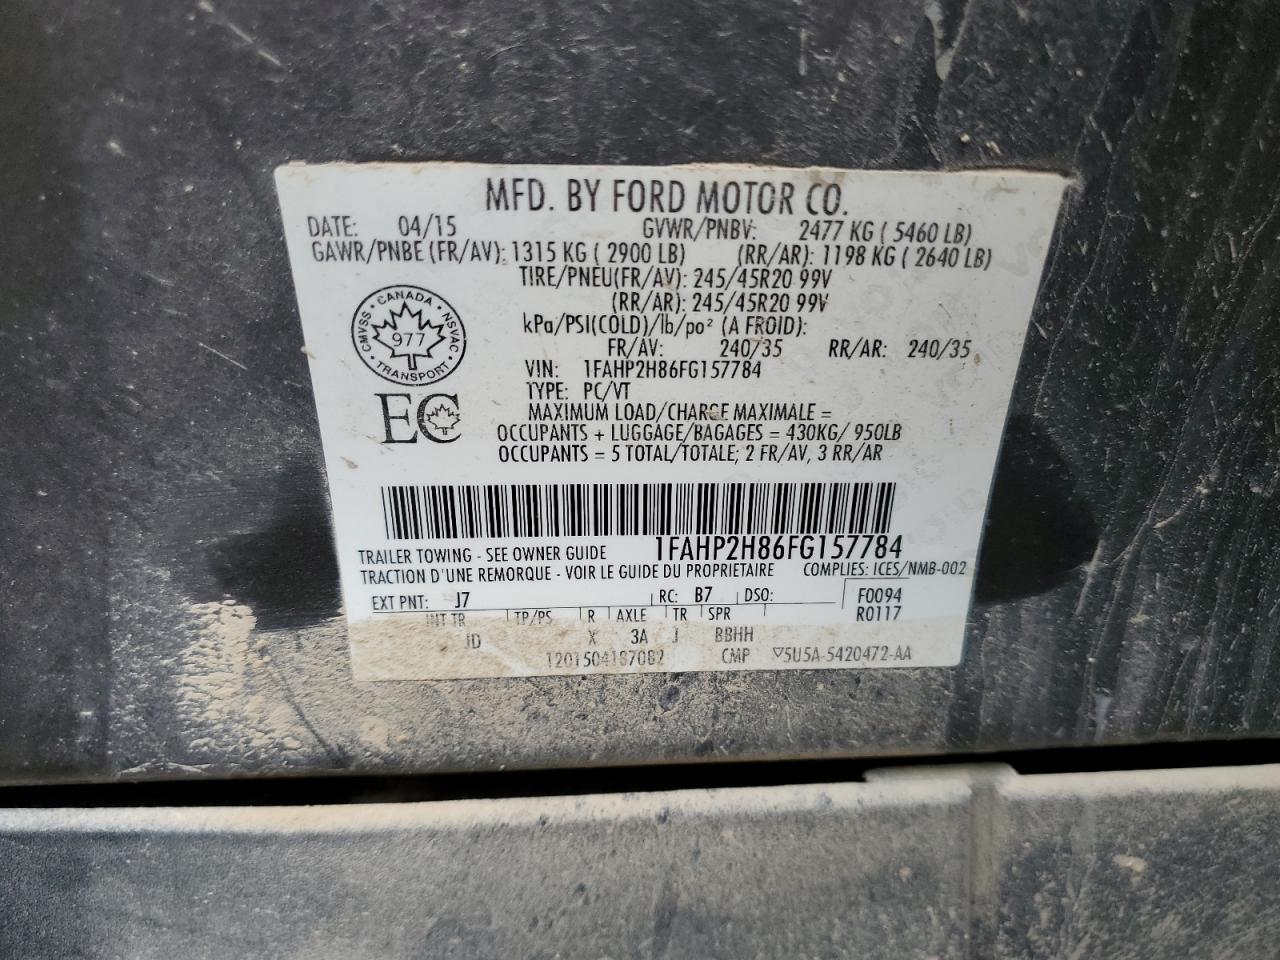 MFD. BY FORD MOTOR CO.
DATE: 04/15 GVWR/PNBV: 2477 KG ( 5460 LB)
GAWR/PNBE (FR/AV): 1315 KG ( 2900 LB) (RR/AR): 1198 KG ( 2640 LB)
TIRE/PNEU(FR/AV): 245/45R20 99V
(RR/AR): 245/45R20 99V
kPa/PSI(COLD)/lb/po² (A FROID):
FR/AV: 240/35 RR/AR: 240/35
CMVSS • CANADA • NSVAC • TRANSPORT •
977
VIN: 1FAHP2H86FG157784
TYPE: PC/VT
EC
MAXIMUM LOAD/CHARGE MAXIMALE =
OCCUPANTS + LUGGAGE/BAGAGES = 430KG/ 950LB
OCCUPANTS = 5 TOTAL/TOTALE; 2 FR/AV, 3 RR/AR
1FAHP2H86FG157784
TRAILER TOWING - SEE OWNER GUIDE
TRACTION D'UNE REMORQUE - VOIR LE GUIDE DU PROPRIETAIRE COMPLIES: ICES/NMB-002
EXT PNT: J7 RC: B7 DSO: F0094
R0117
INT TR TP/PS R AXLE TR SPR
JD X 3A J BBHH
1201504187082 CMP ▽5U5A-5420472-AA